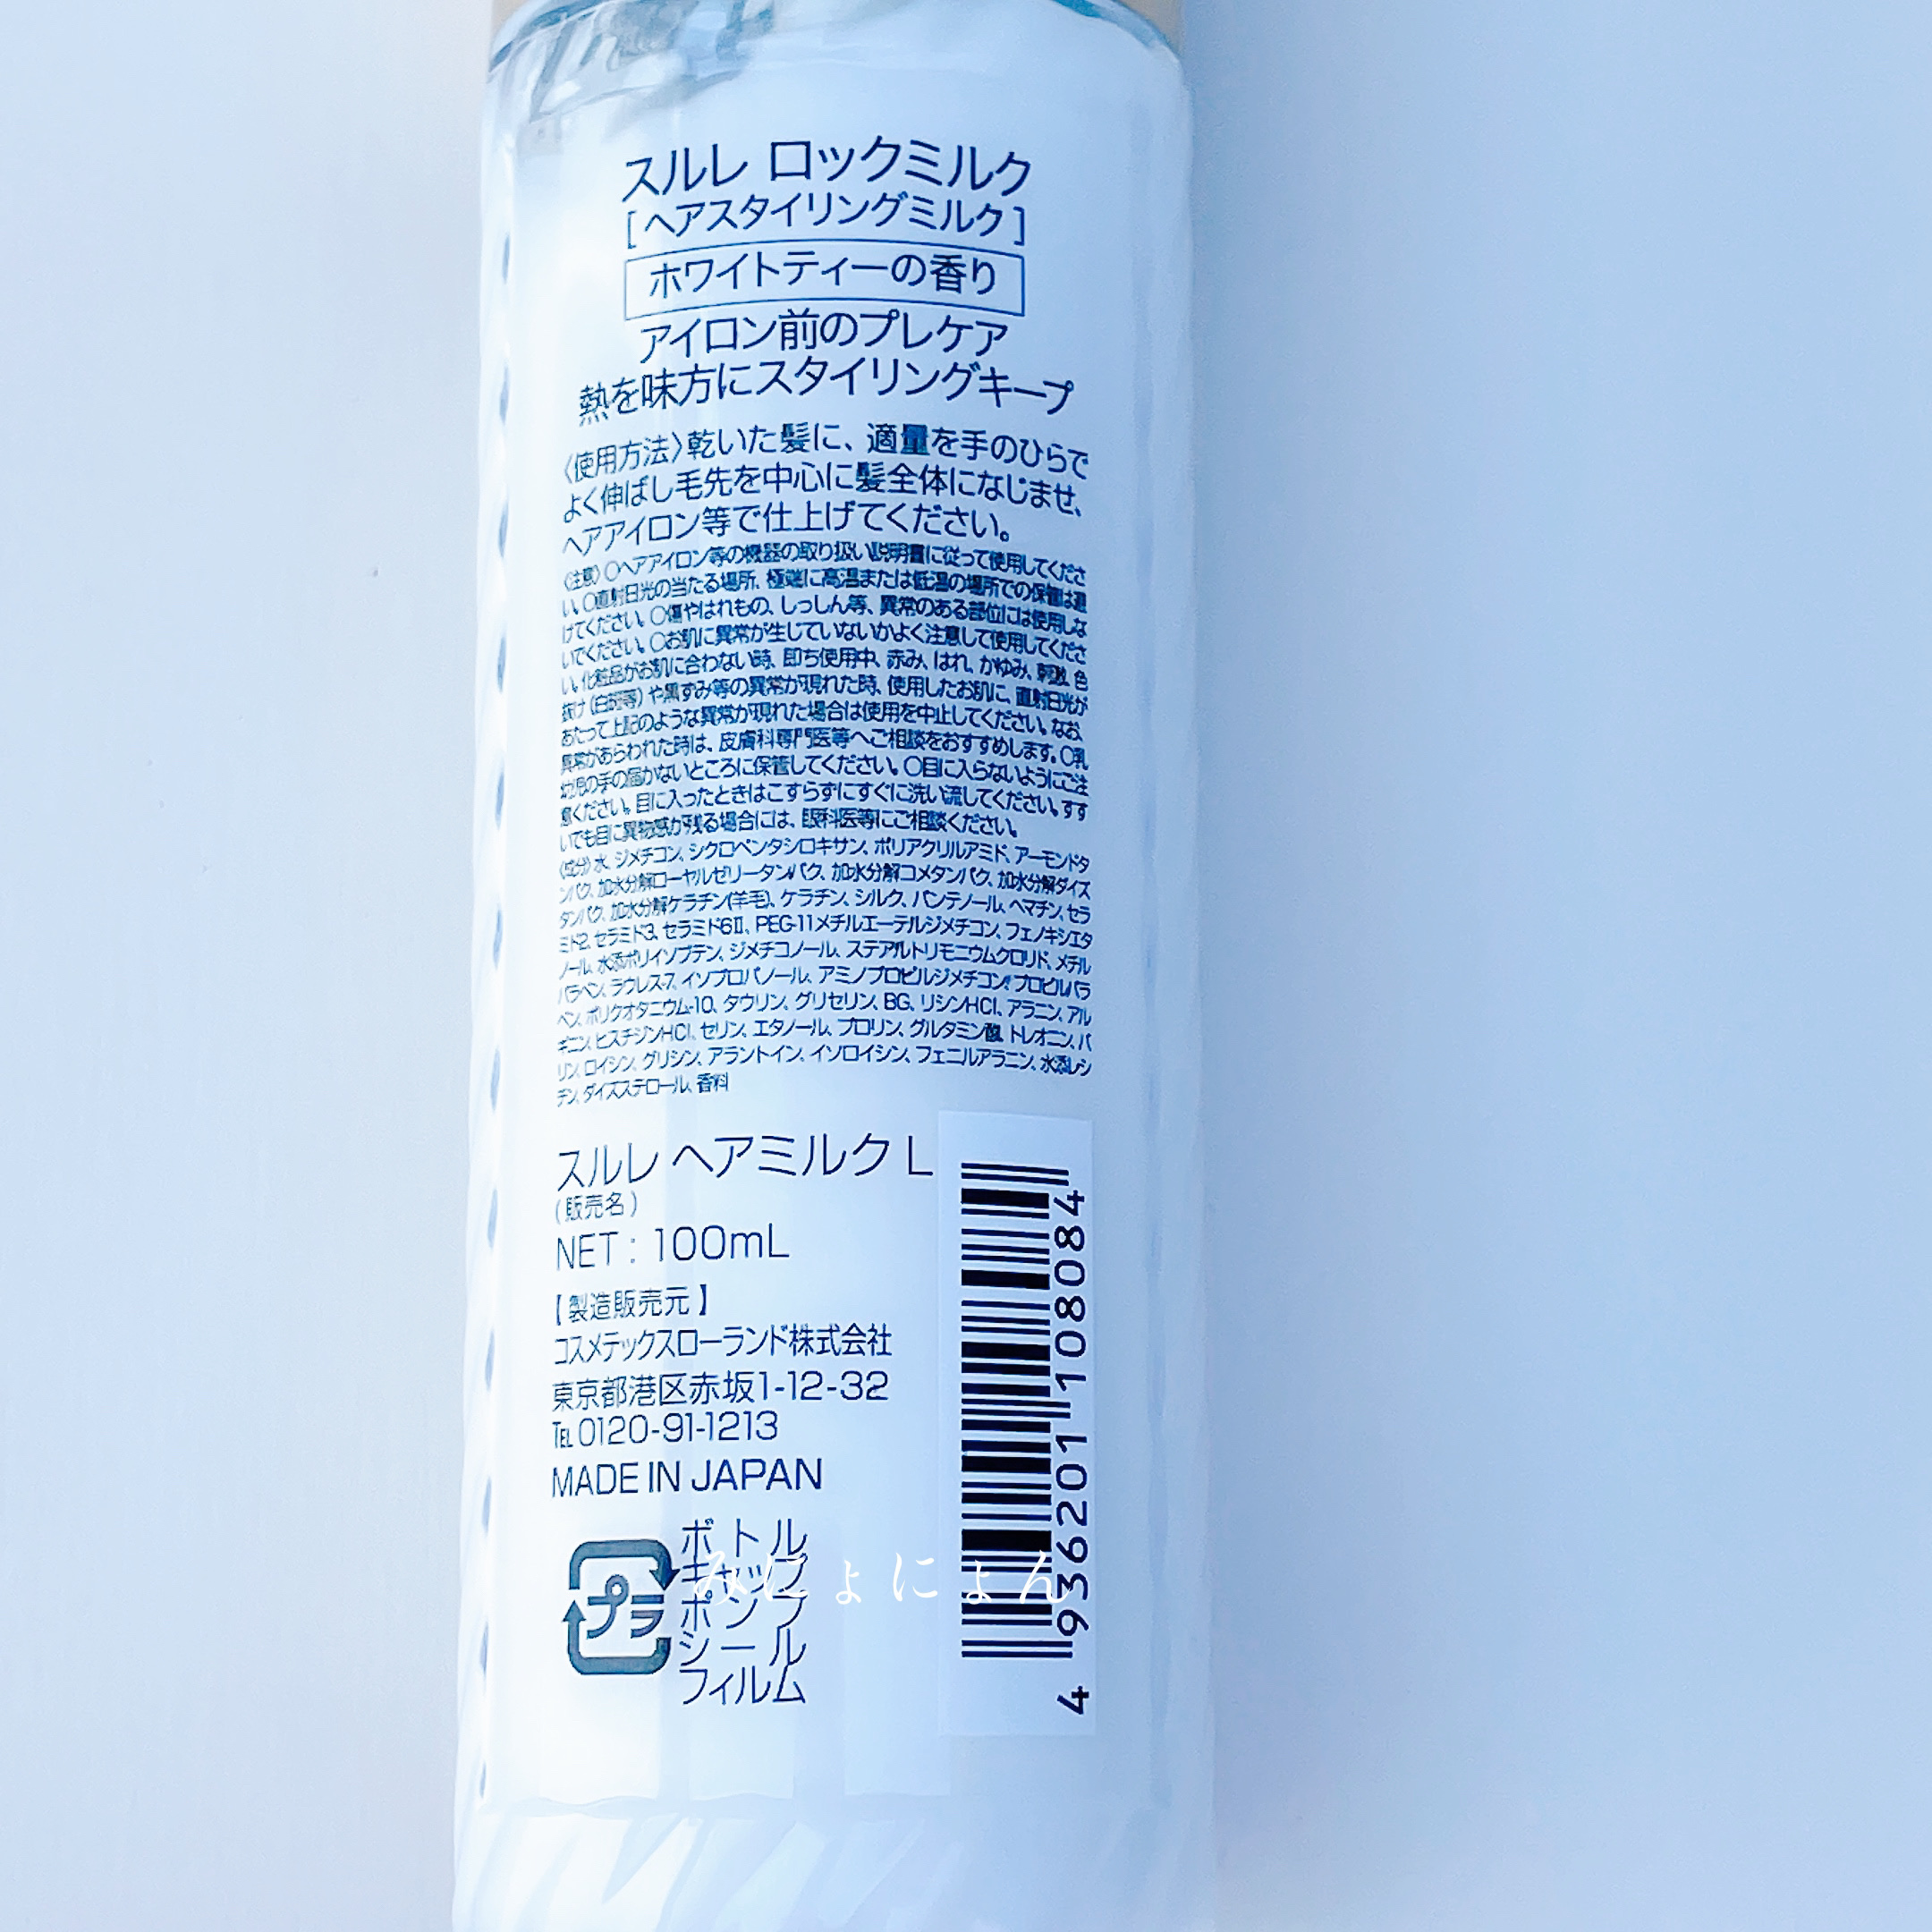 スルレ ロックミルク
[ヘアスタイリングミルク]
ホワイトティーの香り
アイロン前のプレケア
熱を味方にスタイリングキープ
〈使用方法〉乾いた髪に、適量を手のひらで
よく伸ばし毛先を中心に髪全体になじませ、
ヘアアイロン等で仕上げてください。
〈注意〉〇ヘアアイロン等の機器の取り扱い説明書に従って使用してくださ
い。〇直射日光の当たる場所、極端に高温または低温の場所での保管は避
けてください。〇傷やはれもの、しっしん等、異常のある部位には使用しな
いでください。〇お肌に異常が生じていないかよく注意して使用してくださ
い。化粧品がお肌に合わない時、即ち使用中、赤み、はれ、かゆみ、刺激、色
抜け（白斑等）や黒ずみ等の異常が現れた時、使用したお肌に、直射日光が
あたって上記のような異常が現れた場合は使用を中止してください。なお、
異常があらわれた時は、皮膚科専門医等へご相談をおすすめします。〇乳
幼児の手の届かないところに保管してください。〇目に入らないようにご注
意ください。目に入ったときはこすらずにすぐに洗い流してください。すす
いでも目に異物感が残る場合には、眼科医等にご相談ください。
〈成分〉水、ジメチコン、シクロペンタシロキサン、ポリアクリルアミド、アーモンドタ
ンパク、加水分解ローヤルゼリータンパク、加水分解コメタンパク、加水分解ダイズ
タンパク、加水分解ケラチン(羊毛)、ケラチン、シルク、パンテノール、ヘマチン、セラ
ミド2、セラミド3、セラミド6Ⅱ、PEG-11メチルエーテルジメチコン、フェノキシエタ
ノール、水添ポリイソブテン、ジメチコノール、ステアルトリモニウムクロリド、メチル
パラベン、ラウレス-7、イソプロパノール、アミノプロピルジメチコン、プロピルパラ
ベン、ポリクオタニウム-10、タウリン、グリセリン、BG、リシンHCl、アラニン、アル
ギニン、ヒスチジンHCl、セリン、エタノール、プロリン、グルタミン酸、トレオニン、バ
リン、ロイシン、グリシン、アラントイン、イソロイシン、フェニルアラニン、水添レシ
チン、ダイズステロール、香料
スルレ ヘアミルク L
(販売名)
NET : 100mL
【製造販売元】
コスメテックスローランド株式会社
東京都港区赤坂1-12-32
TEL 0120-91-1213
MADE IN JAPAN
プラ
ボトル
キャップ
ポンプ
シール
フィルム
4 936201 108084
みにょにょん